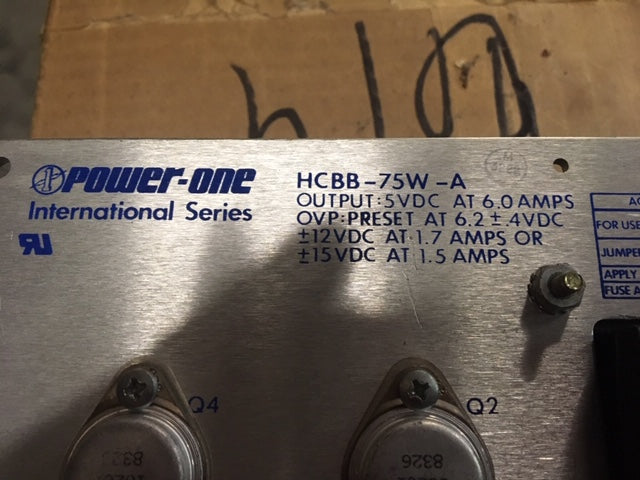 POWER-ONE
International Series
HCBB-75W-A
OUTPUT: 5VDC AT 6.0 AMPS
OVP: PRESET AT 6.2 ± .4VDC
±12VDC AT 1.7 AMPS OR
±15VDC AT 1.5 AMPS
AC
FOR USE
JUMPER
APPLY
FUSE A
Q4
Q2
8326